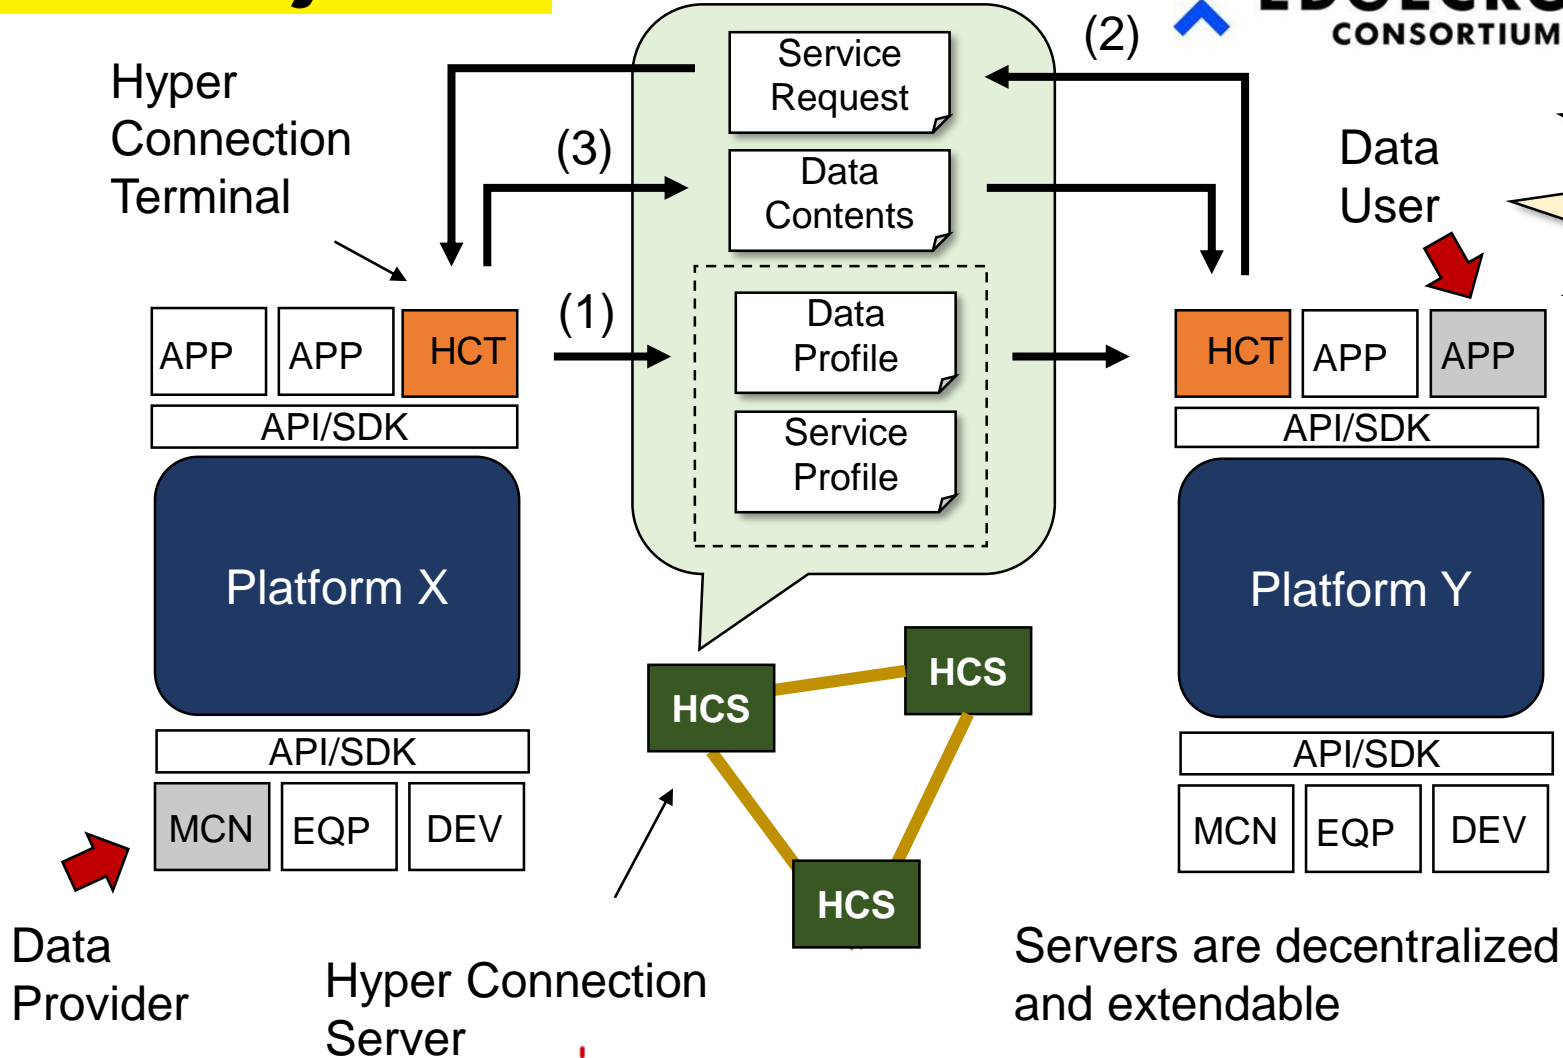 CONSORTIUM
(2)
Service
Request
Hyper
Connection
Terminal
(3)
Data
Contents
Data
User
(1)
Data
Profile
Service
Profile
APP
APP
HCT
API/SDK
Platform X
API/SDK
MCN
EQP
DEV
HCT
APP
APP
API/SDK
Platform Y
API/SDK
MCN
EQP
DEV
HCS
HCS
HCS
Data
Provider
Hyper Connection
Server
Servers are decentralized
and extendable